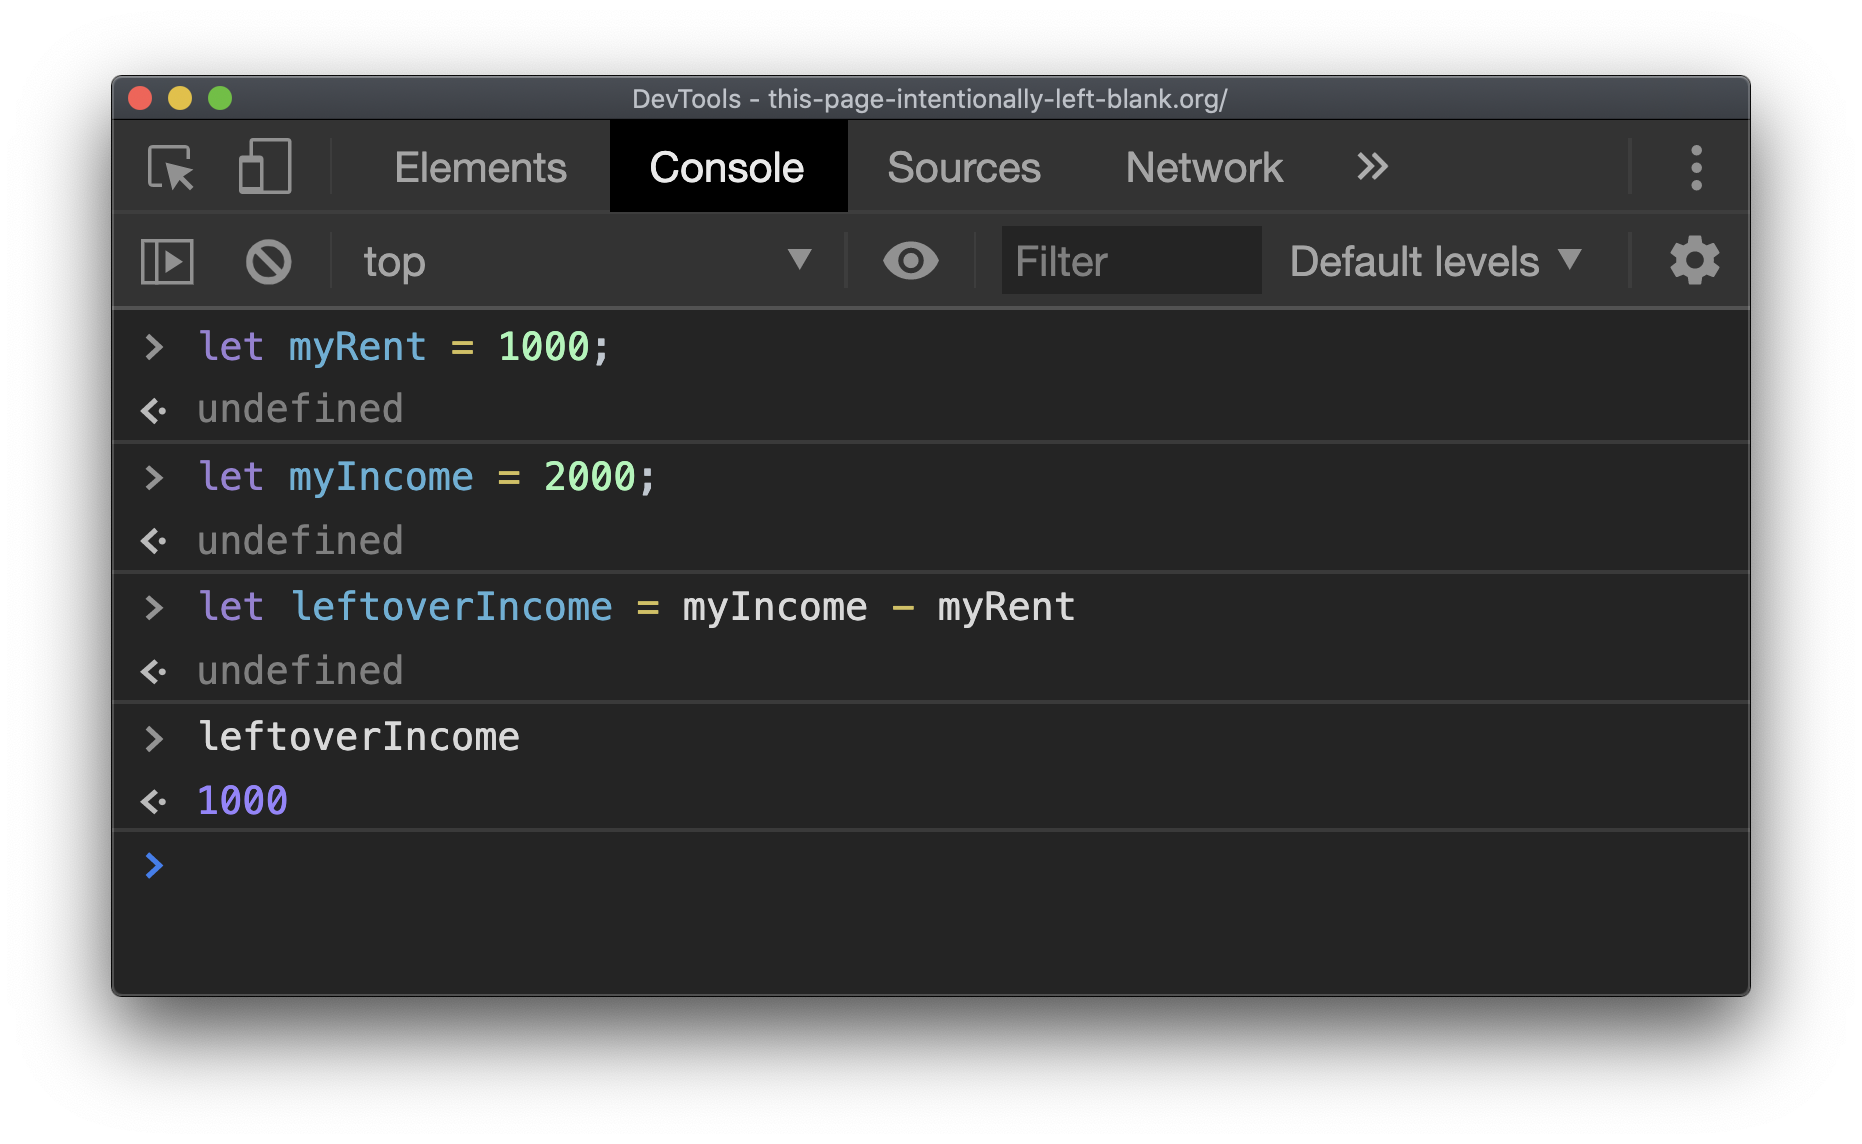 DevTools - this-page-intentionally-left-blank.org/
Elements Console Sources Network
top Filter Default levels
let myRent = 1000;
undefined
let myIncome = 2000;
undefined
let leftoverIncome = myIncome - myRent
undefined
leftoverIncome
1000